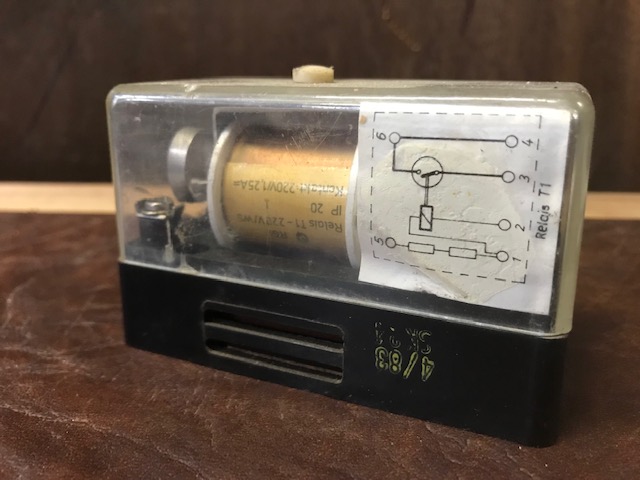 Relais T1 - 220V/Ws
IP 20
Kontakt 220V/1,25A=
6 4
3
2
5 1
Relais T1
4/83